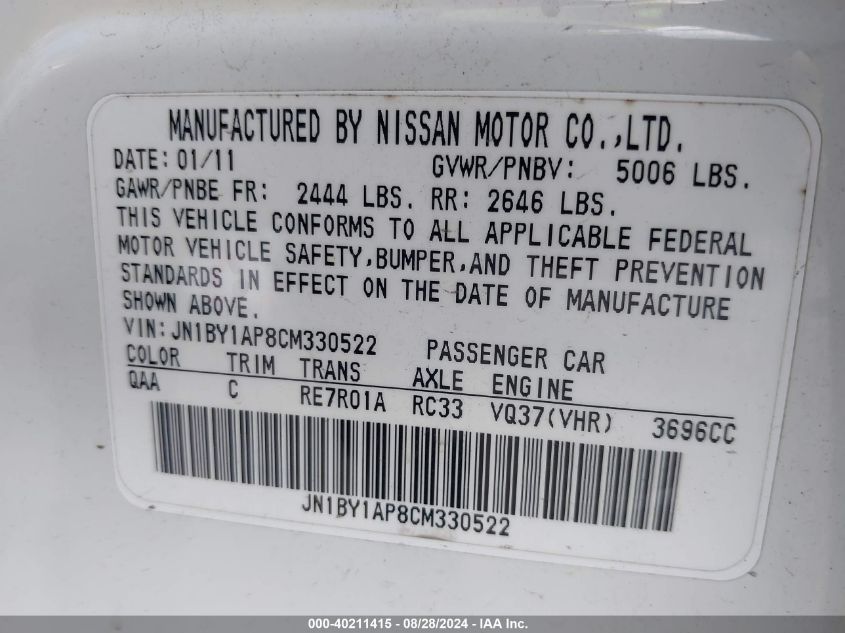 MANUFACTURED BY NISSAN MOTOR CO.,LTD.
DATE: 01/11 GVWR/PNBV: 5006 LBS.
GAWR/PNBE FR: 2444 LBS. RR: 2646 LBS.
THIS VEHICLE CONFORMS TO ALL APPLICABLE FEDERAL
MOTOR VEHICLE SAFETY,BUMPER,AND THEFT PREVENTION
STANDARDS IN EFFECT ON THE DATE OF MANUFACTURE
SHOWN ABOVE.
VIN: JN1BY1AP8CM330522 PASSENGER CAR
COLOR TRIM TRANS AXLE ENGINE
QAA C RE7R01A RC33 VQ37(VHR) 3696CC
JN1BY1AP8CM330522
000-40211415 - 08/28/2024 - IAA Inc.